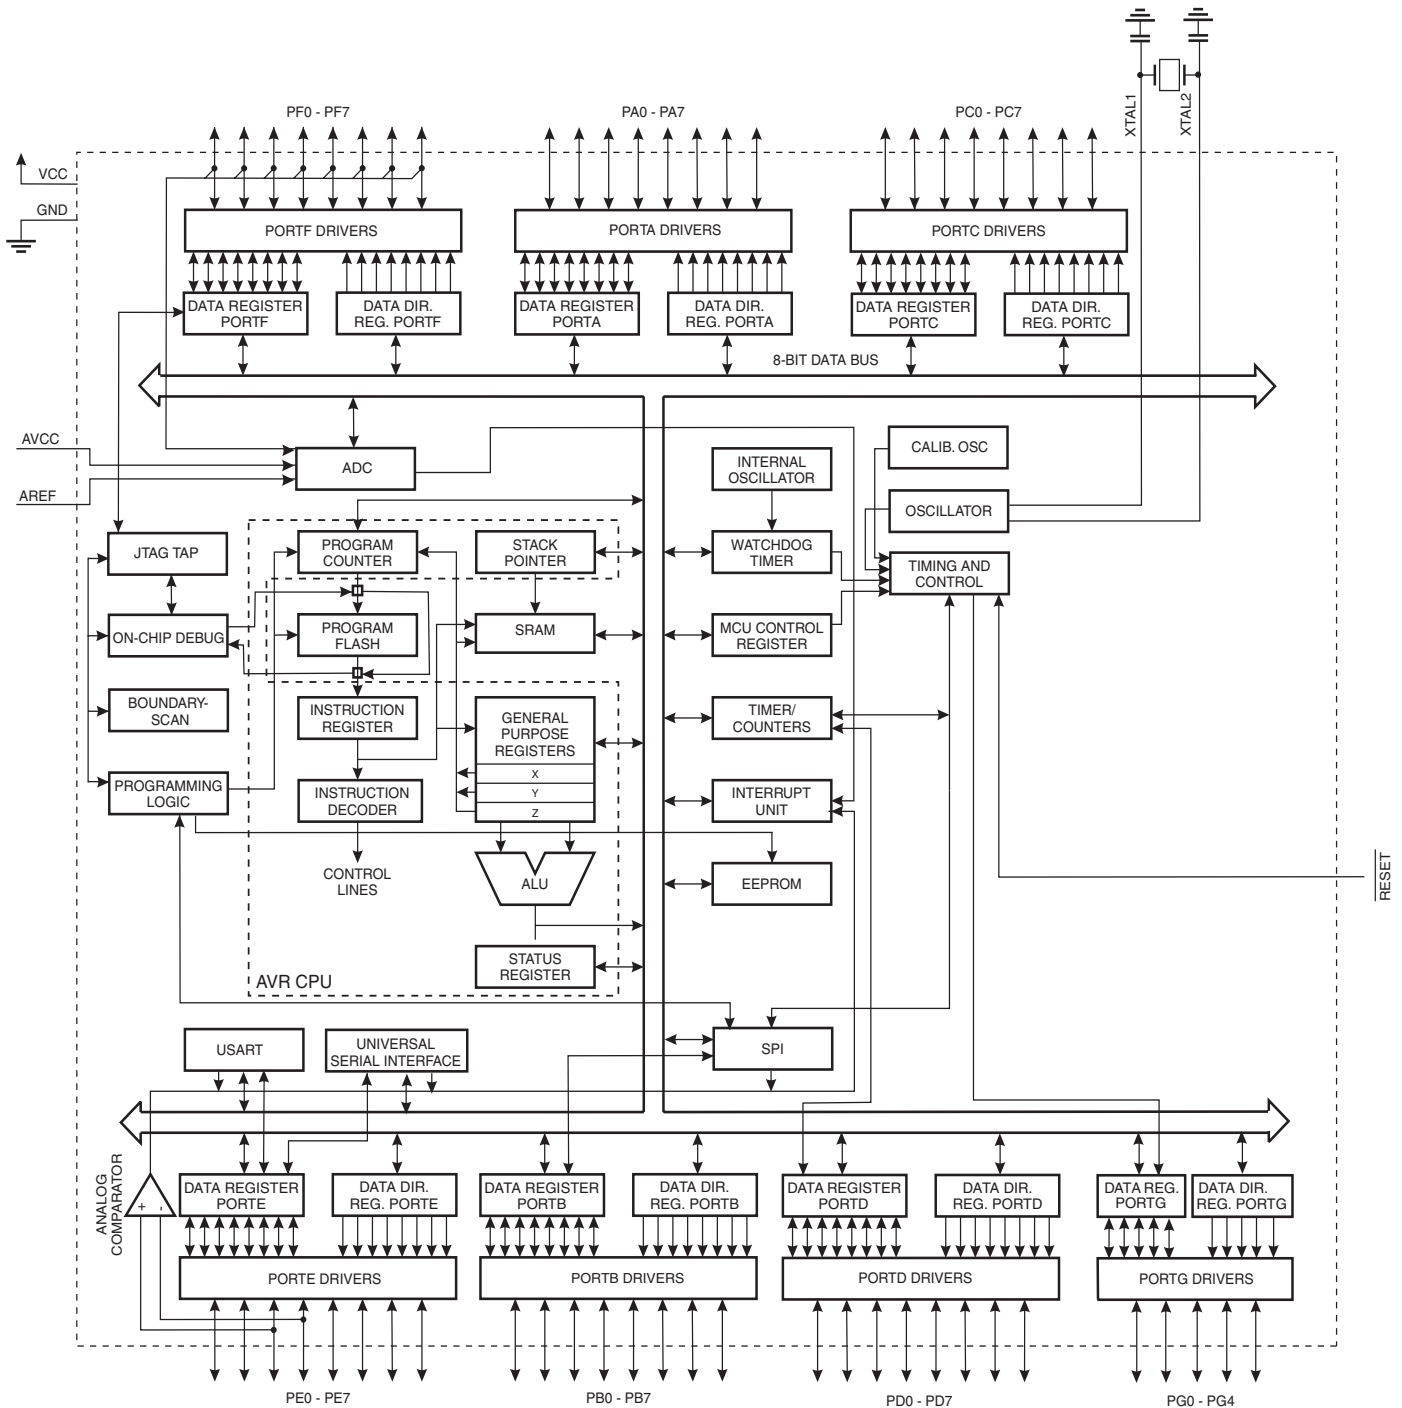 XTAL1
XTAL2
PF0 - PF7
PA0 - PA7
PC0 - PC7
VCC
GND
PORTF DRIVERS
PORTA DRIVERS
PORTC DRIVERS
DATA REGISTER
PORTF
DATA DIR.
REG. PORTF
DATA REGISTER
PORTA
DATA DIR.
REG. PORTA
DATA REGISTER
PORTC
DATA DIR.
REG. PORTC
8-BIT DATA BUS
AVCC
AREF
ADC
INTERNAL
OSCILLATOR
CALIB. OSC
OSCILLATOR
JTAG TAP
PROGRAM
COUNTER
STACK
POINTER
WATCHDOG
TIMER
TIMING AND
CONTROL
ON-CHIP DEBUG
PROGRAM
FLASH
SRAM
MCU CONTROL
REGISTER
BOUNDARY-
SCAN
INSTRUCTION
REGISTER
GENERAL
PURPOSE
REGISTERS
X
Y
Z
TIMER/
COUNTERS
PROGRAMMING
LOGIC
INSTRUCTION
DECODER
INTERRUPT
UNIT
CONTROL
LINES
ALU
EEPROM
RESET
STATUS
REGISTER
AVR CPU
USART
UNIVERSAL
SERIAL INTERFACE
SPI
ANALOG
COMPARATOR
+
-
DATA REGISTER
PORTE
DATA DIR.
REG. PORTE
DATA REGISTER
PORTB
DATA DIR.
REG. PORTB
DATA REGISTER
PORTD
DATA DIR.
REG. PORTD
DATA REG.
PORTG
DATA DIR.
REG. PORTG
PORTE DRIVERS
PORTB DRIVERS
PORTD DRIVERS
PORTG DRIVERS
PE0 - PE7
PB0 - PB7
PD0 - PD7
PG0 - PG4